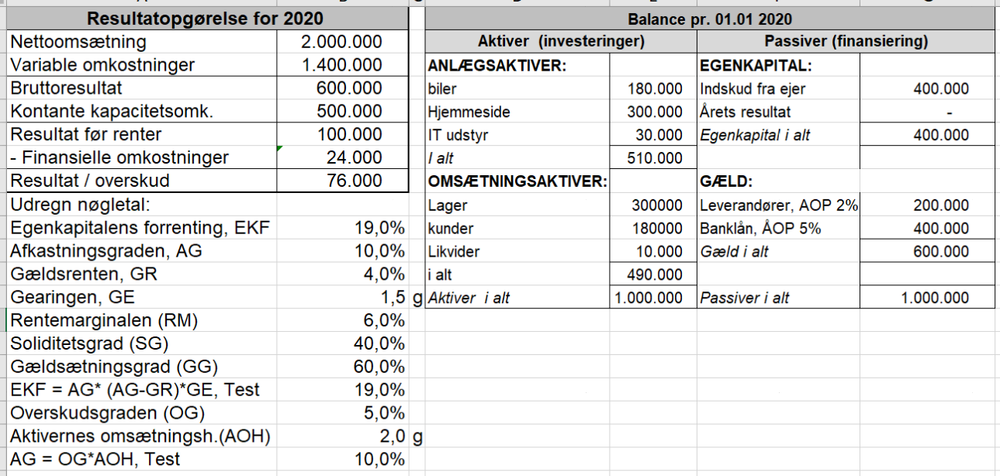 Resultatopgørelse for 2020
Nettoomsætning 2.000.000
Variable omkostninger 1.400.000
Bruttoresultat 600.000
Kontante kapacitetsomk. 500.000
Resultat før renter 100.000
- Finansielle omkostninger 24.000
Resultat / overskud 76.000
Udregn nøgletal:
Egenkapitalens forrenting, EKF 19,0%
Afkastningsgraden, AG 10,0%
Gældsrenten, GR 4,0%
Gearingen, GE 1,5 g
Rentemarginalen (RM) 6,0%
Soliditetsgrad (SG) 40,0%
Gældsætningsgrad (GG) 60,0%
EKF = AG* (AG-GR)*GE, Test 19,0%
Overskudsgraden (OG) 5,0%
Aktivernes omsætningsh.(AOH) 2,0 g
AG = OG*AOH, Test 10,0%
Balance pr. 01.01 2020
Aktiver (investeringer) Passiver (finansiering)
ANLÆGSAKTIVER: EGENKAPITAL:
biler 180.000 Indskud fra ejer 400.000
Hjemmeside 300.000 Årets resultat -
IT udstyr 30.000 Egenkapital i alt 400.000
I alt 510.000
OMSÆTNINGSAKTIVER: GÆLD:
Lager 300000 Leverandører, AOP 2% 200.000
kunder 180000 Banklån, ÅOP 5% 400.000
Likvider 10.000 Gæld i alt 600.000
i alt 490.000
Aktiver i alt 1.000.000 Passiver i alt 1.000.000